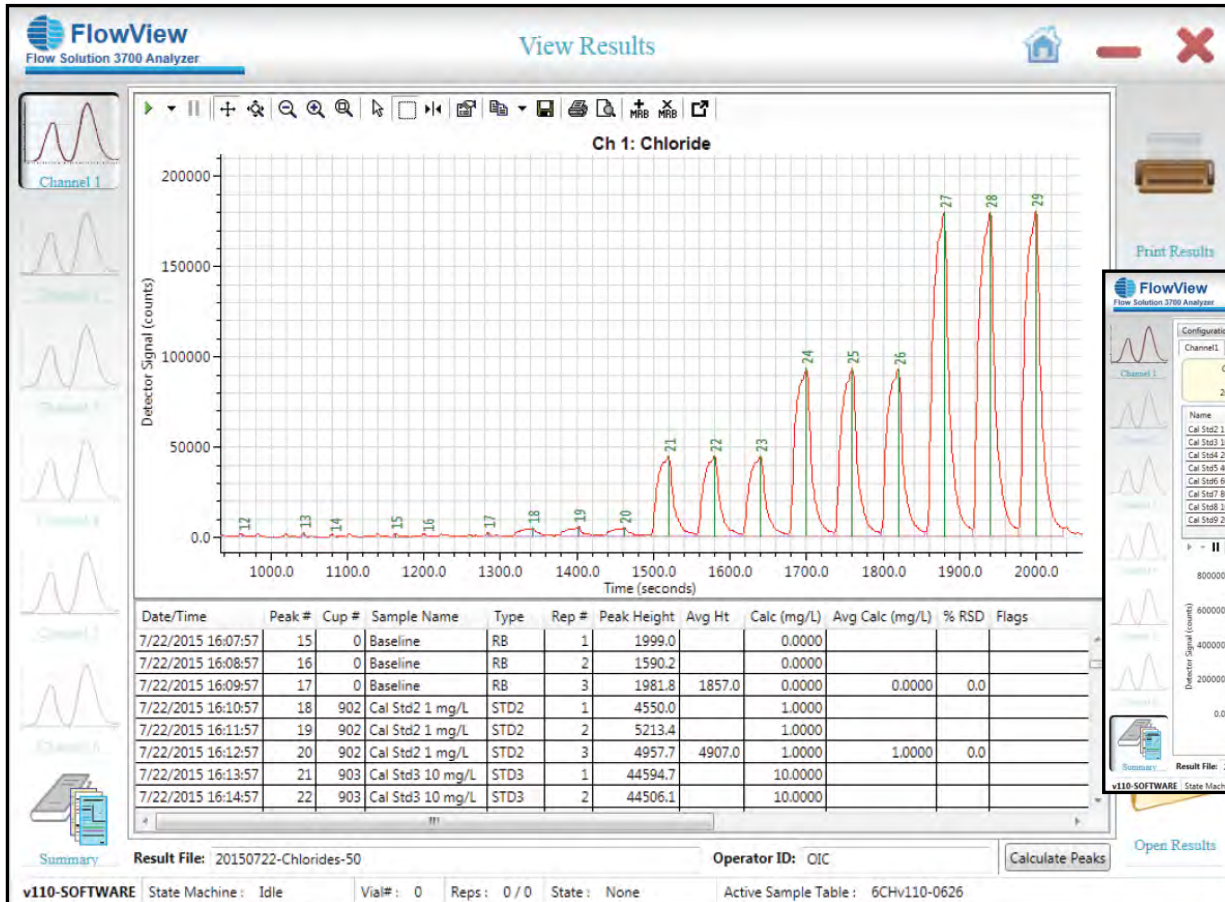 FlowView
Flow Solution 3700 Analyzer
View Results
MRB MRB
Channel 1
Print Results
Ch 1: Chloride
Detector Signal (counts)
200000
150000
100000
50000
0.0
12 13 14 15 16 17 18 19 20 21 22 23 24 25 26 27 28 29
1000.0 1100.0 1200.0 1300.0 1400.0 1500.0 1600.0 1700.0 1800.0 1900.0 2000.0
Time (seconds)
Date/Time Peak # Cup # Sample Name Type Rep # Peak Height Avg Ht Calc (mg/L) Avg Calc (mg/L) % RSD Flags
7/22/2015 16:07:57 15 0 Baseline RB 1 1999.0 0.0000
7/22/2015 16:08:57 16 0 Baseline RB 2 1590.2 0.0000
7/22/2015 16:09:57 17 0 Baseline RB 3 1981.8 1857.0 0.0000 0.0000 0.0
7/22/2015 16:10:57 18 902 Cal Std2 1 mg/L STD2 1 4550.0 1.0000
7/22/2015 16:11:57 19 902 Cal Std2 1 mg/L STD2 2 5213.4 1.0000
7/22/2015 16:12:57 20 902 Cal Std2 1 mg/L STD2 3 4957.7 4907.0 1.0000 1.0000 0.0
7/22/2015 16:13:57 21 903 Cal Std3 10 mg/L STD3 1 44594.7 10.0000
7/22/2015 16:14:57 22 903 Cal Std3 10 mg/L STD3 2 44506.1 10.0000
Summary
Result File: 20150722-Chlorides-50
Operator ID: OIC
Calculate Peaks
Open Results
v110-SOFTWARE State Machine : Idle Vial# : 0 Reps : 0 / 0 State : None Active Sample Table : 6CHv110-0626
FlowView
Flow Solution 3700 Analyzer
Channel 1
Configuratio
Channel1
Name
Cal Std2 1
Cal Std3 1
Cal Std4 2
Cal Std5 4
Cal Std6 6
Cal Std7 8
Cal Std8 1
Cal Std9 2
Detector Signal (counts)
800000
600000
400000
200000
0.0
Summary
Result File:
v110-SOFTWARE State Mach